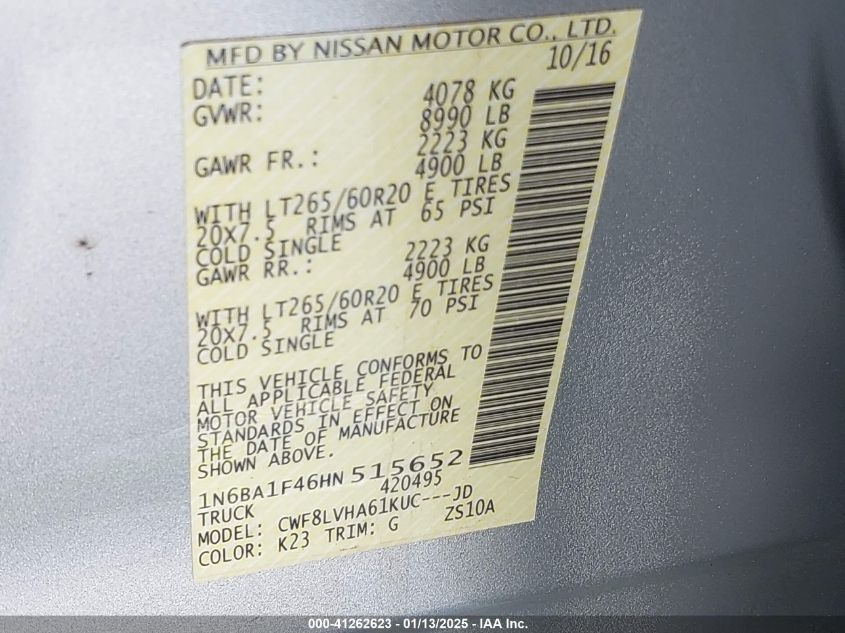 MFD BY NISSAN MOTOR CO., LTD.
DATE: 10/16
GVWR: 4078 KG
8990 LB
GAWR FR.: 2223 KG
4900 LB
WITH LT265/60R20 E TIRES
20X7.5 RIMS AT 65 PSI
COLD SINGLE
GAWR RR.: 2223 KG
4900 LB
WITH LT265/60R20 E TIRES
20X7.5 RIMS AT 70 PSI
COLD SINGLE
THIS VEHICLE CONFORMS TO
ALL APPLICABLE FEDERAL
MOTOR VEHICLE SAFETY
STANDARDS IN EFFECT ON
THE DATE OF MANUFACTURE
SHOWN ABOVE.
1N6BA1F46HN515652
TRUCK 420495
MODEL: CWF8LVHA61KUC---JD
COLOR: K23 TRIM: G ZS10A
000-41262623 - 01/13/2025 - IAA Inc.